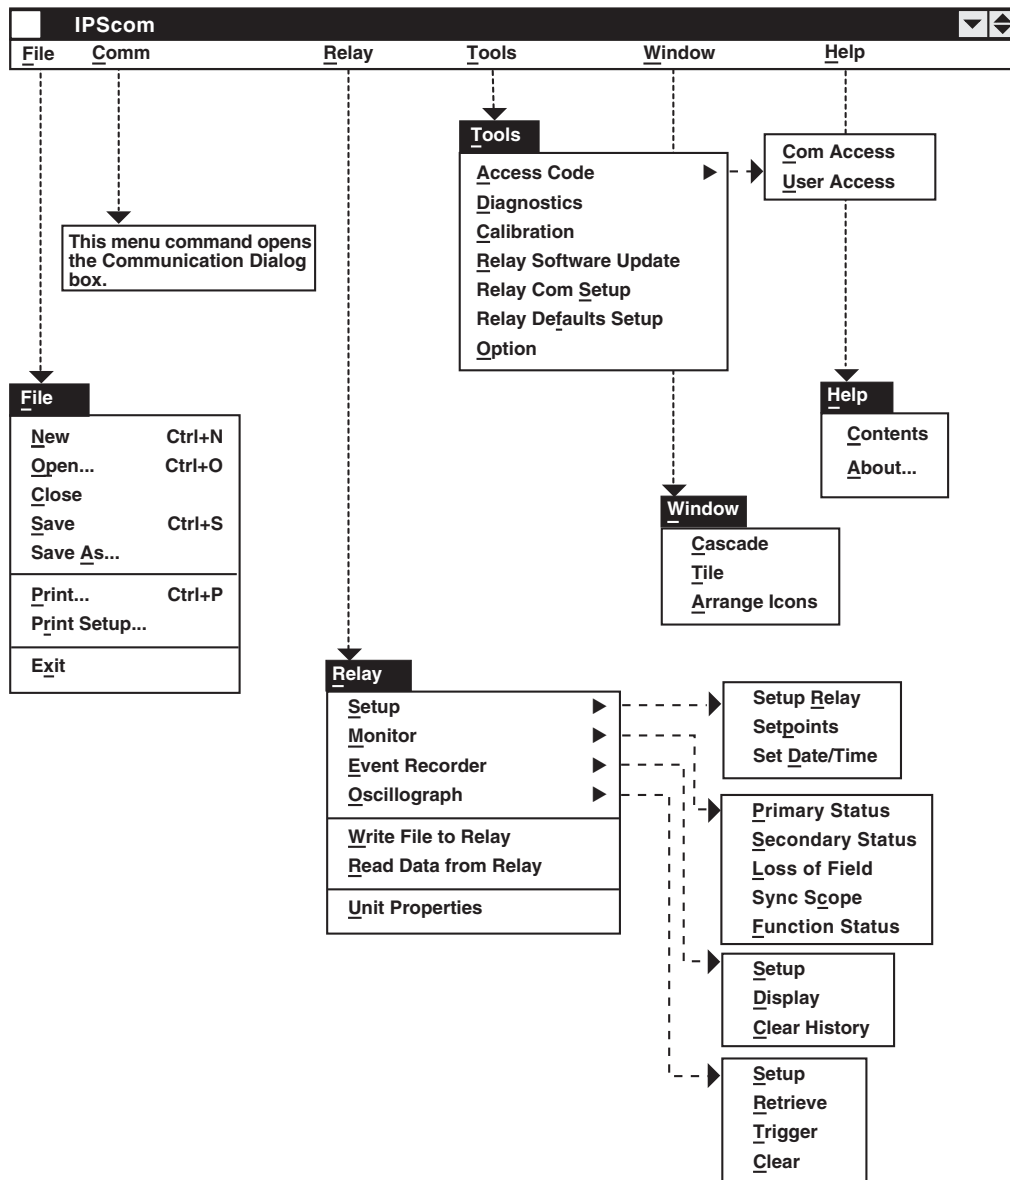 IPScom
File Comm Relay Tools Window Help
Tools
Access Code
Diagnostics
Calibration
Relay Software Update
Relay Com Setup
Relay Defaults Setup
Option
Com Access
User Access
This menu command opens
the Communication Dialog
box.
File
New Ctrl+N
Open... Ctrl+O
Close
Save Ctrl+S
Save As...
Print... Ctrl+P
Print Setup...
Exit
Help
Contents
About...
Window
Cascade
Tile
Arrange Icons
Relay
Setup
Monitor
Event Recorder
Oscillograph
Write File to Relay
Read Data from Relay
Unit Properties
Setup Relay
Setpoints
Set Date/Time
Primary Status
Secondary Status
Loss of Field
Sync Scope
Function Status
Setup
Display
Clear History
Setup
Retrieve
Trigger
Clear